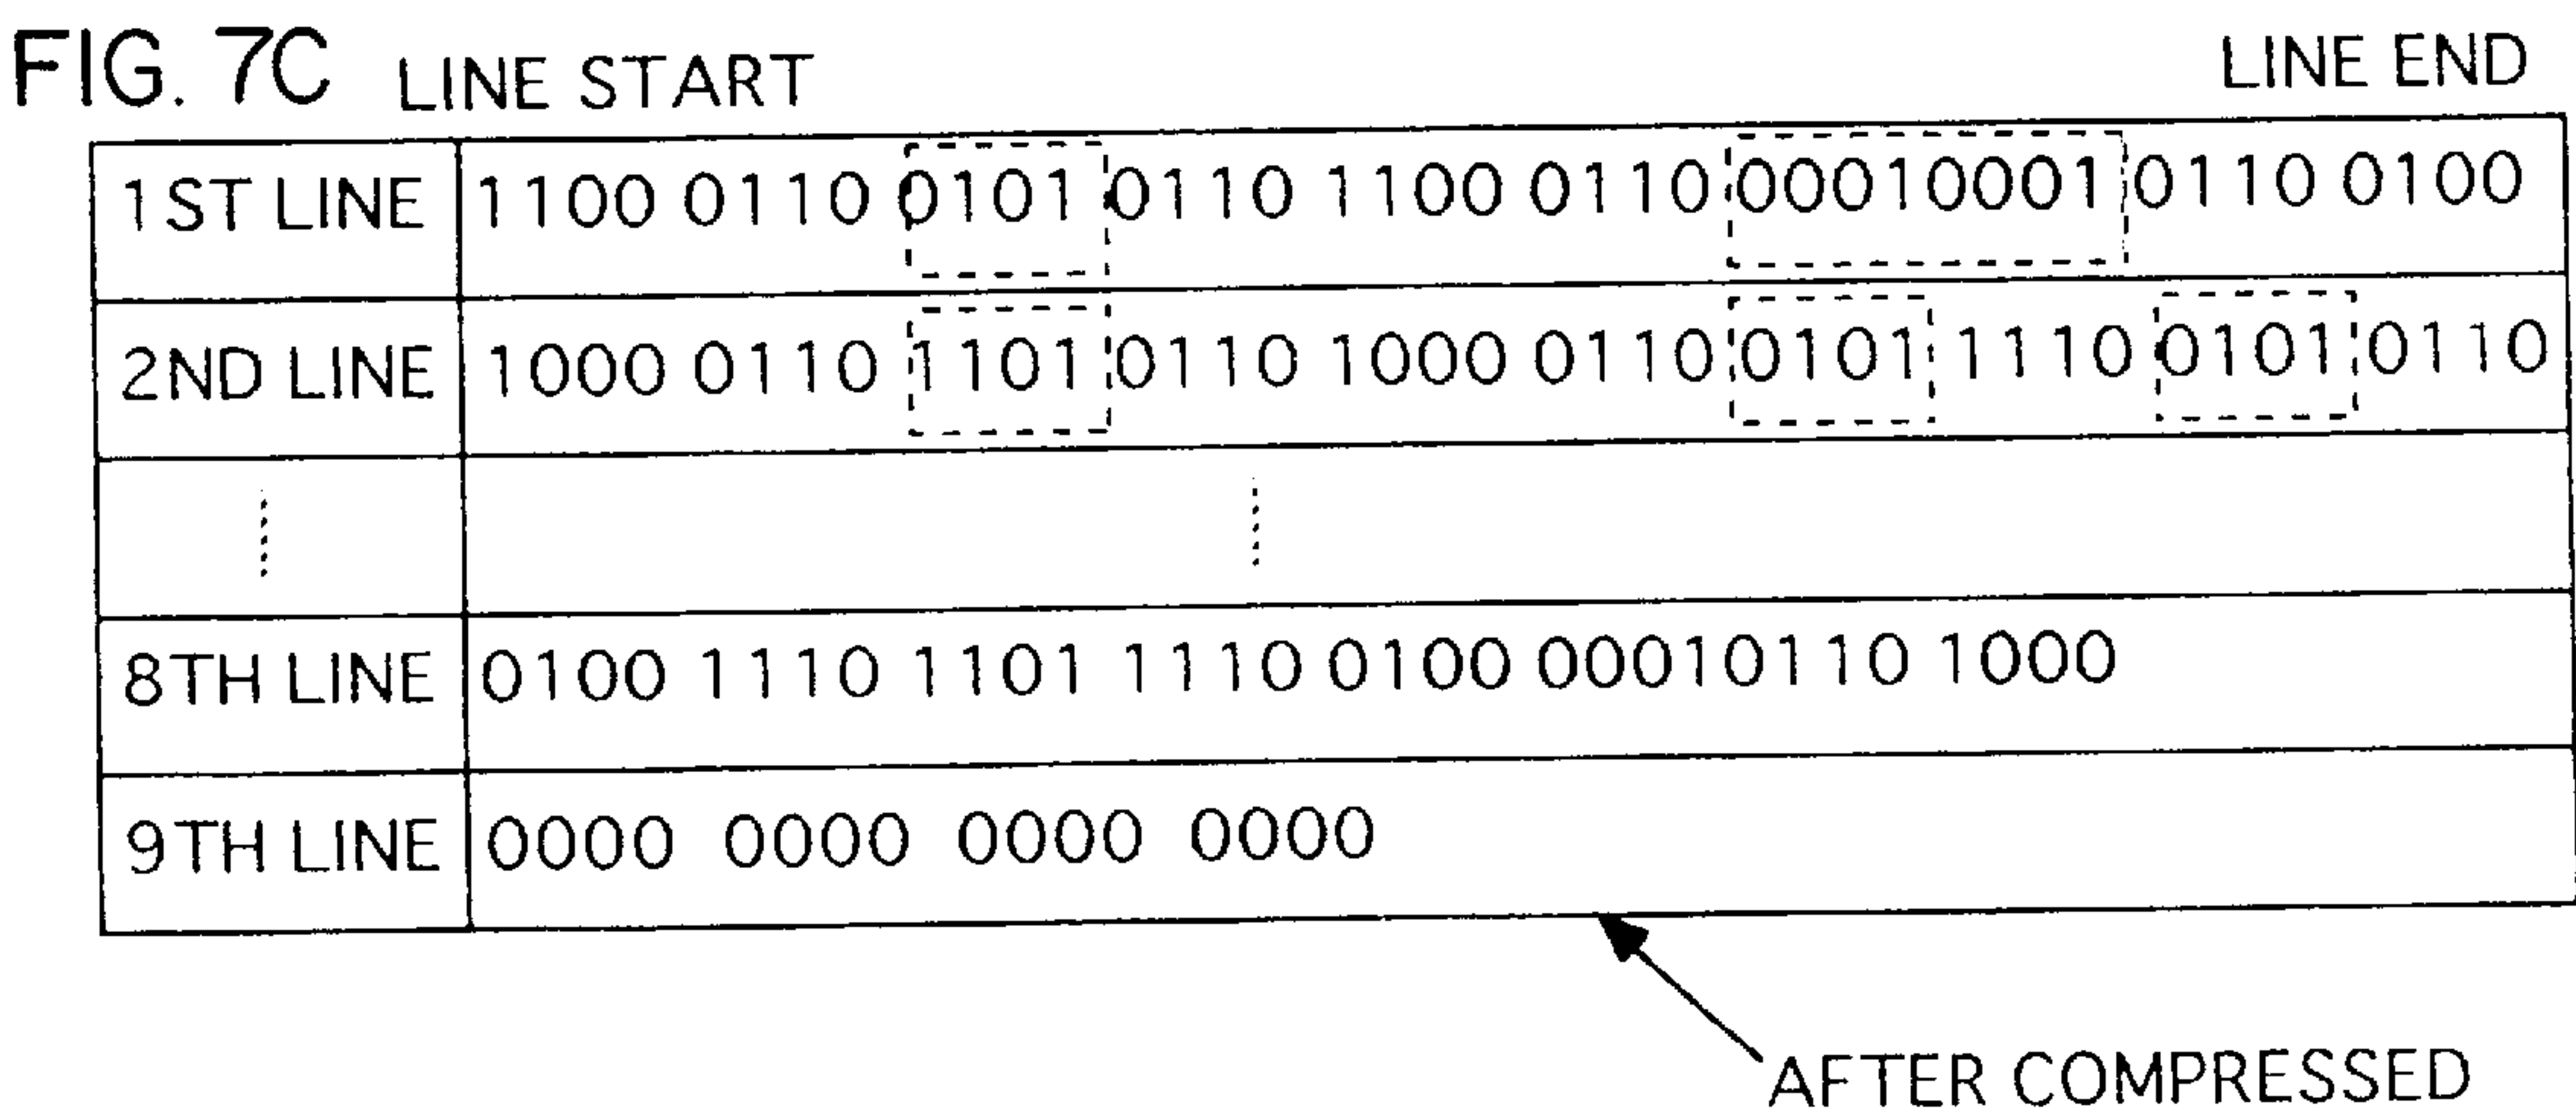 FIG. 7C LINE START LINE END
1ST LINE 1100 0110 0101 0110 1100 0110 00010001 0110 0100
2ND LINE 1000 0110 1101 0110 1000 0110 0101 1110 0101 0110
8TH LINE 0100 1110 1101 1110 0100 00010110 1000
9TH LINE 0000 0000 0000 0000
AFTER COMPRESSED